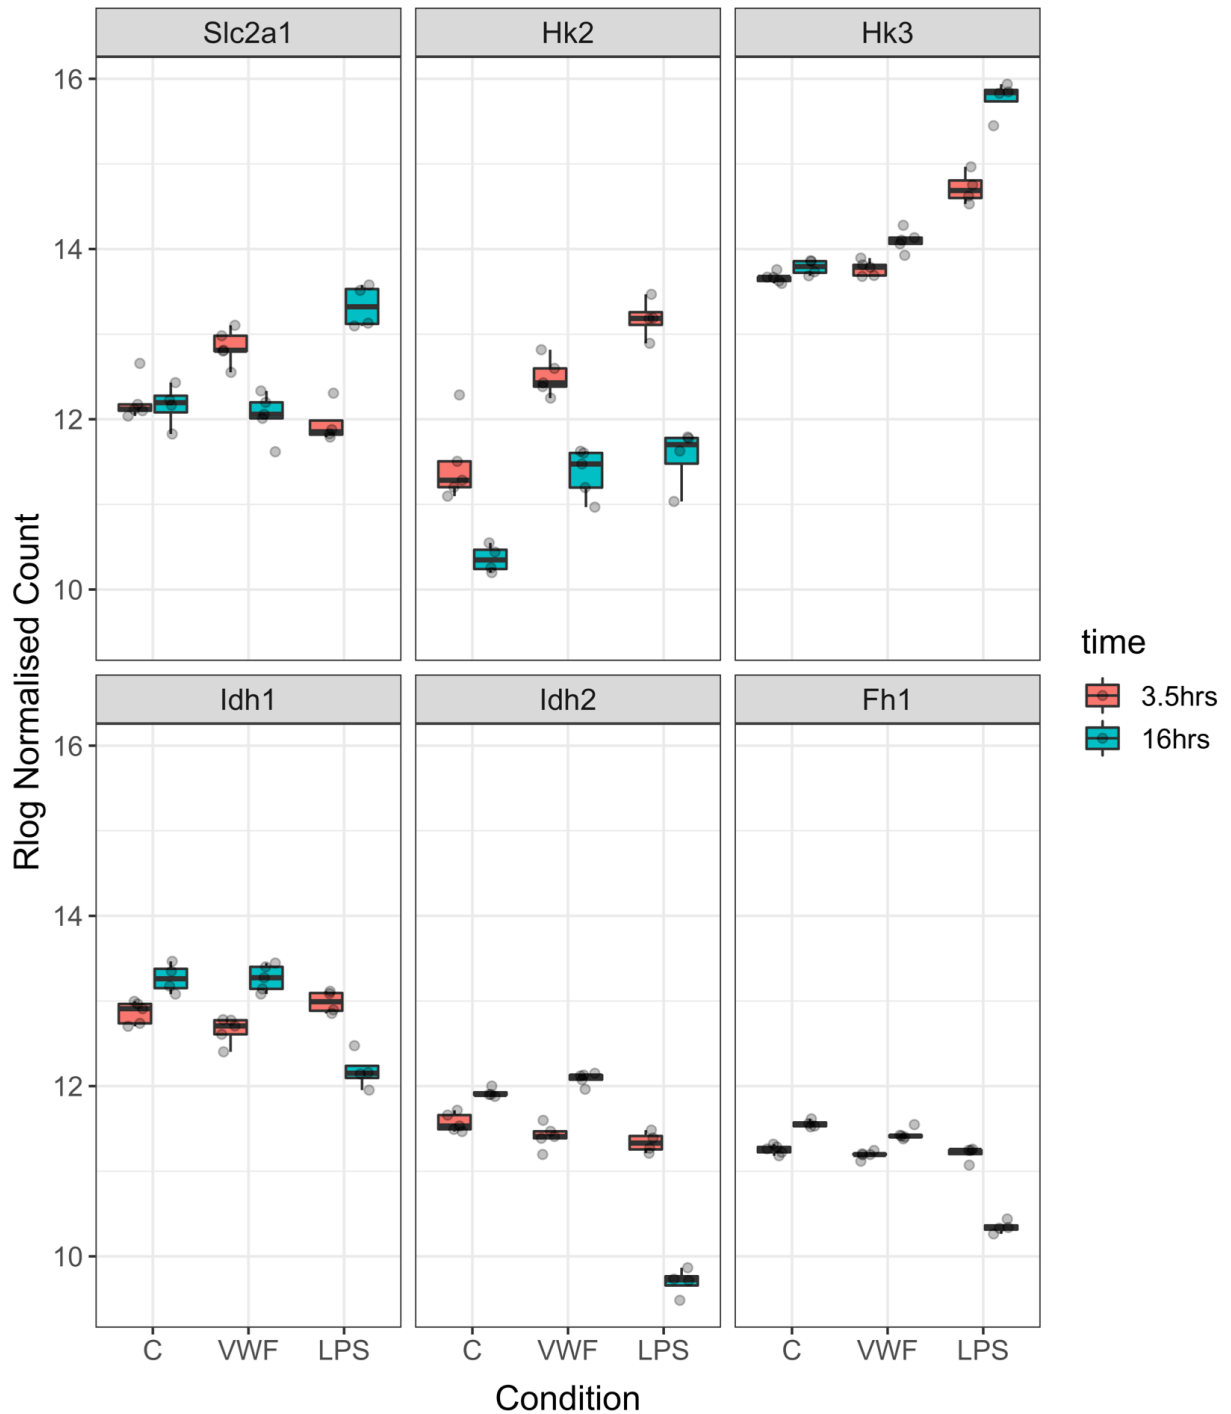 Slc2a1 Hk2 Hk3
16
14
12
10
Rlog Normalised Count
time
3.5hrs
16hrs
Idh1 Idh2 Fh1
16
14
12
10
C VWF LPS C VWF LPS C VWF LPS
Condition